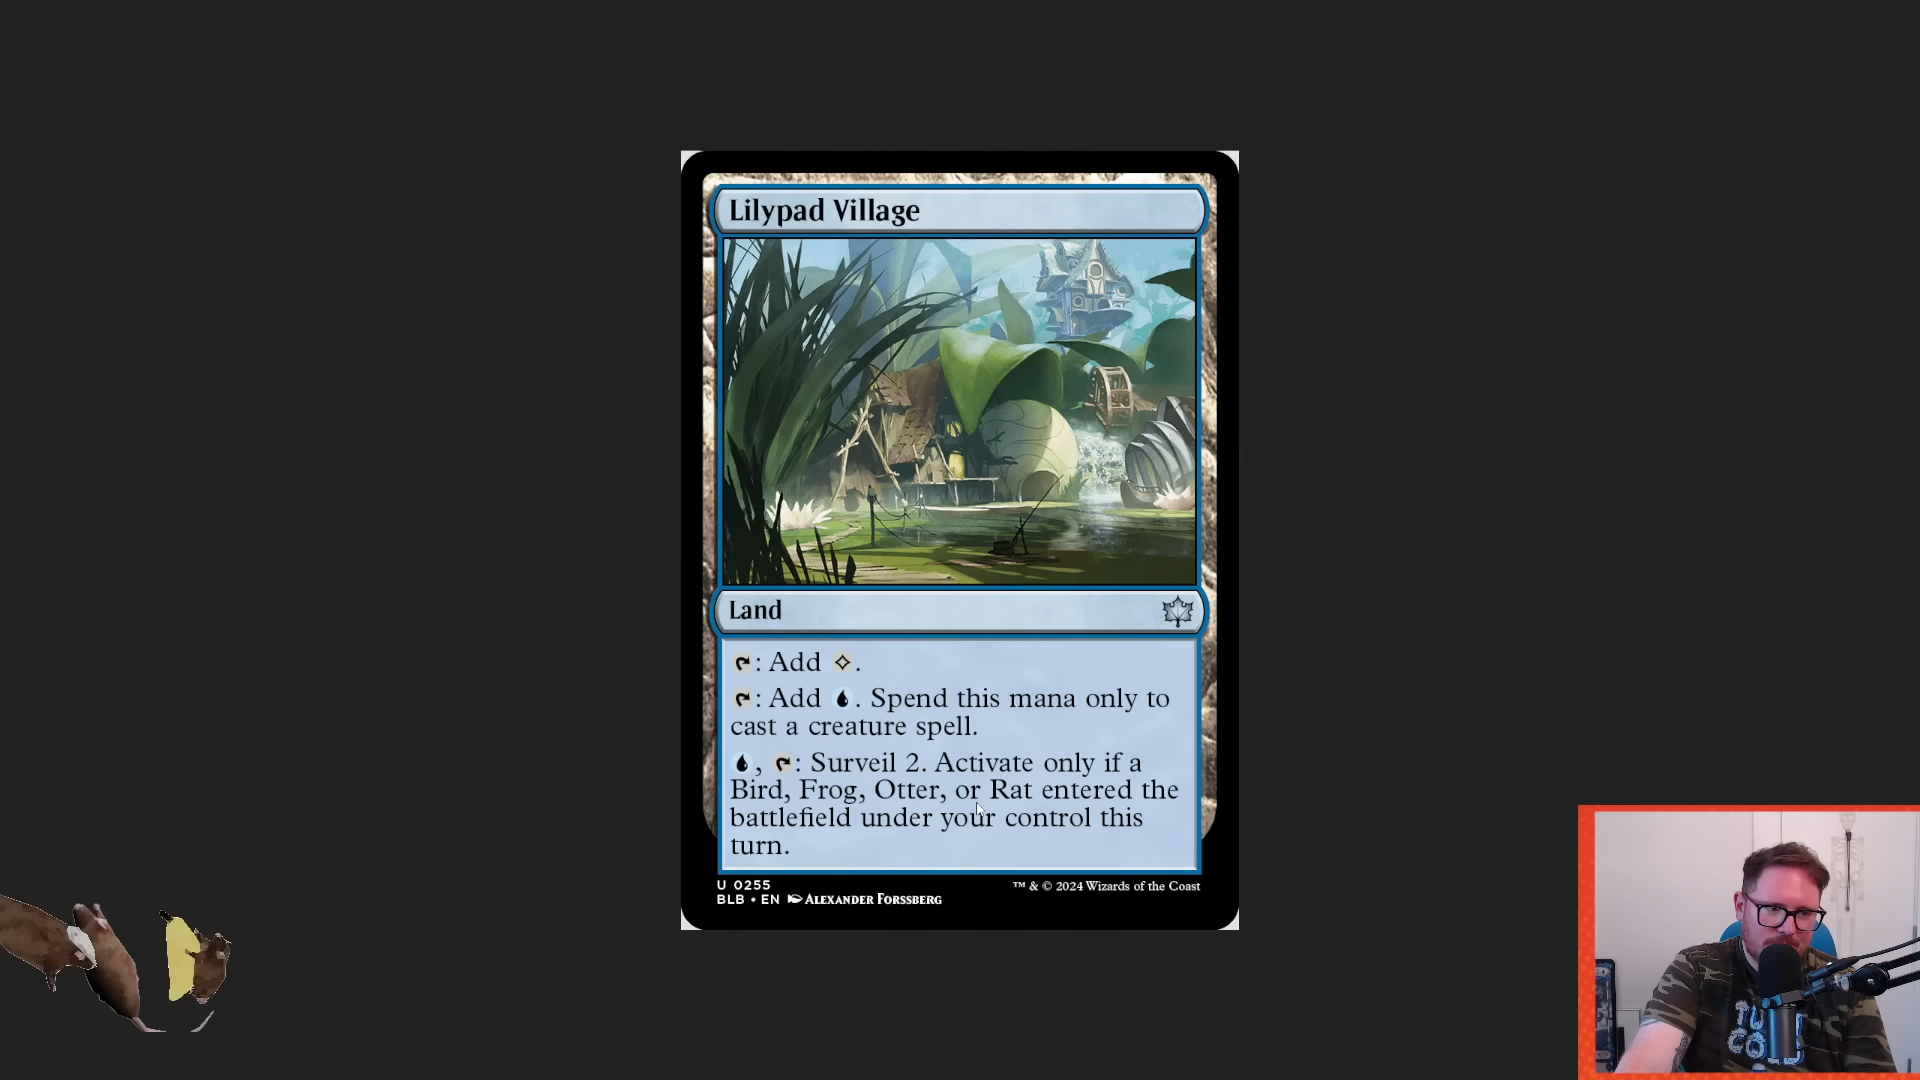 Lilypad Village
Land
: Add .
: Add . Spend this mana only to
cast a creature spell.
, : Surveil 2. Activate only if a
Bird, Frog, Otter, or Rat entered the
battlefield under your control this
turn.
U 0255
™ & © 2024 Wizards of the Coast
BLB • EN Alexander Forssberg